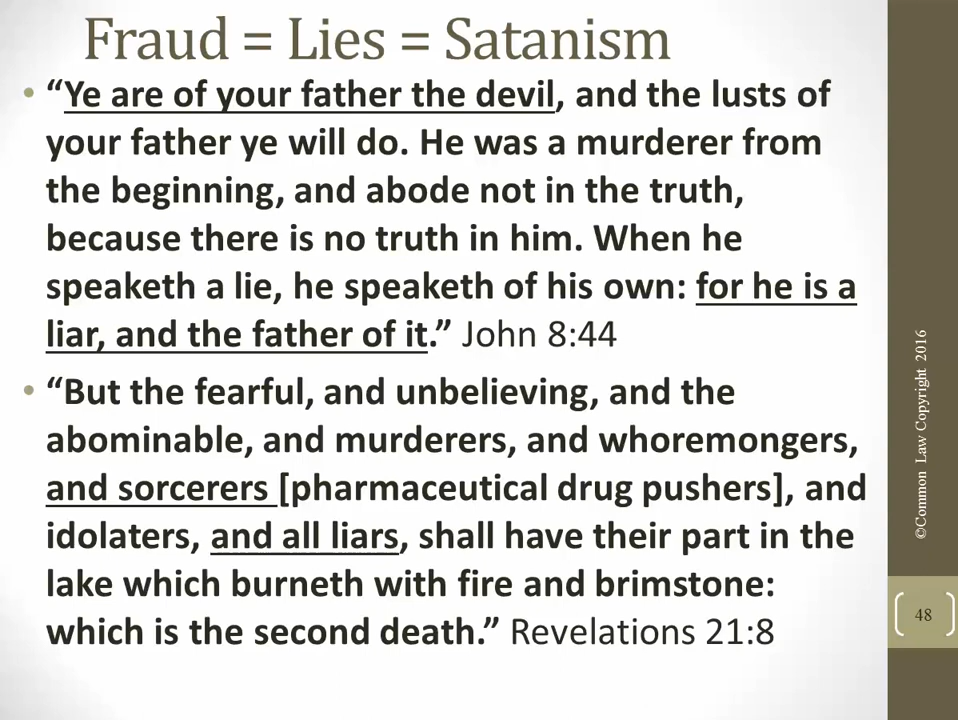 Fraud = Lies = Satanism
• “Ye are of your father the devil, and the lusts of
your father ye will do. He was a murderer from
the beginning, and abode not in the truth,
because there is no truth in him. When he
speaketh a lie, he speaketh of his own: for he is a
liar, and the father of it.” John 8:44
• “But the fearful, and unbelieving, and the
abominable, and murderers, and whoremongers,
and sorcerers [pharmaceutical drug pushers], and
idolaters, and all liars, shall have their part in the
lake which burneth with fire and brimstone:
which is the second death.” Revelations 21:8
©Common Law Copyright 2016
48